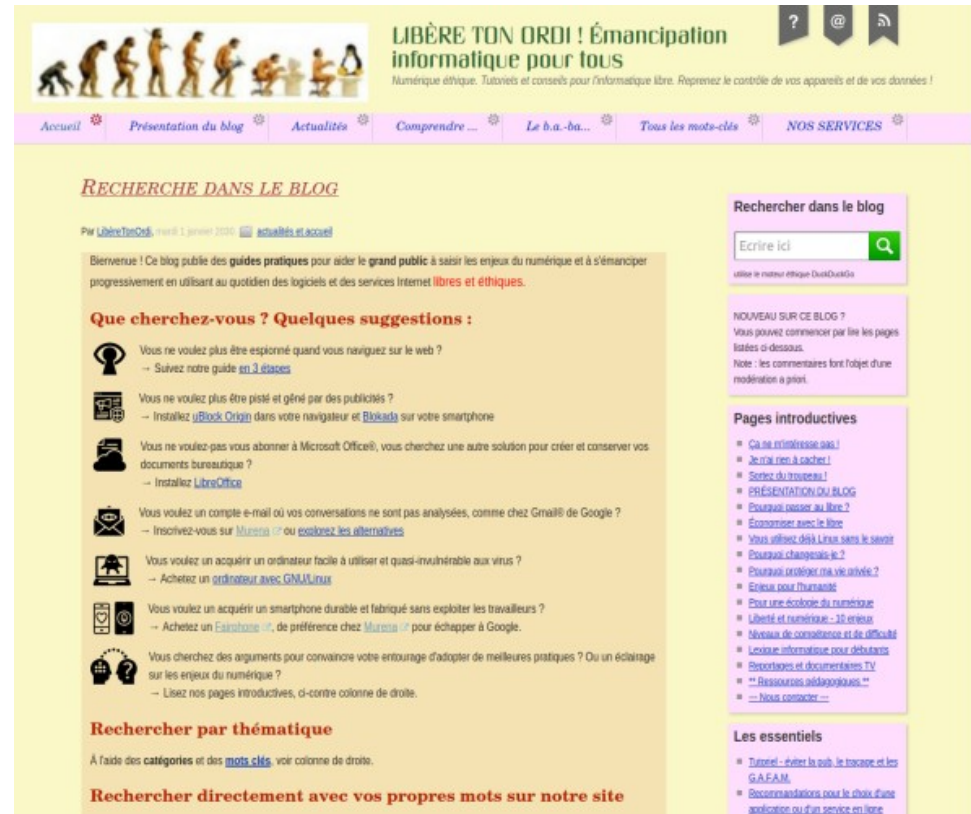 LIBÈRE TON ORDI ! Émancipation
informatique pour tous
Numérique éthique. Tutoriels et conseils pour l'informatique libre. Reprenez le contrôle de vos appareils et de vos données !
Accueil Présentation du blog Actualités Comprendre ... Le b.a.-ba... Tous les mots-clés NOS SERVICES
RECHERCHE DANS LE BLOG
Par LibèreTonOrdi, mardi 1 janvier 2030. actualités et accueil
Bienvenue ! Ce blog publie des guides pratiques pour aider le grand public à saisir les enjeux du numérique et à s'émanciper
progressivement en utilisant au quotidien des logiciels et des services Internet libres et éthiques.
Que cherchez-vous ? Quelques suggestions :
Vous ne voulez plus être espionné quand vous naviguez sur le web ?
→ Suivez notre guide en 3 étapes
Vous ne voulez plus être pisté et gêné par des publicités ?
→ Installez uBlock Origin dans votre navigateur et Blokada sur votre smartphone
Vous ne voulez-pas vous abonner à Microsoft Office®, vous cherchez une autre solution pour créer et conserver vos
documents bureautique ?
→ Installez LibreOffice
Vous voulez un compte e-mail où vos conversations ne sont pas analysées, comme chez Gmail® de Google ?
→ Inscrivez-vous sur Murena ou explorez les alternatives
Vous voulez un acquérir un ordinateur facile à utiliser et quasi-invulnérable aux virus ?
→ Achetez un ordinateur avec GNU/Linux
Vous voulez un acquérir un smartphone durable et fabriqué sans exploiter les travailleurs ?
→ Achetez un Fairphone, de préférence chez Murena pour échapper à Google.
Vous cherchez des arguments pour convaincre votre entourage d'adopter de meilleures pratiques ? Ou un éclairage
sur les enjeux du numérique ?
→ Lisez nos pages introductives, ci-contre colonne de droite.
Rechercher par thématique
À l'aide des catégories et des mots clés, voir colonne de droite.
Rechercher directement avec vos propres mots sur notre site
Rechercher dans le blog
Ecrire ici
utilise le moteur éthique DuckDuckGo
NOUVEAU SUR CE BLOG ?
Vous pouvez commencer par lire les pages
listées ci-dessous.
Note : les commentaires font l'objet d'une
modération a priori.
Pages introductives
Ça ne m'intéresse pas !
Je n'ai rien à cacher !
Sortez du troupeau !
PRÉSENTATION DU BLOG
Pourquoi passer au libre ?
Économiser avec le libre
Vous utilisez déjà Linux sans le savoir
Pourquoi changerais-je ?
Pourquoi protéger ma vie privée ?
Enjeux pour l'humanité
Pour une écologie du numérique
Liberté et numérique - 10 enjeux
Niveaux de compétence et de difficulté
Lexique informatique pour débutants
Reportages et documentaires TV
** Ressources pédagogiques **
--- Nous contacter ---
Les essentiels
Tutoriel - éviter la pub, le traçage et les
G.A.F.A.M.
Recommandations pour le choix d'une
application ou d'un service en ligne